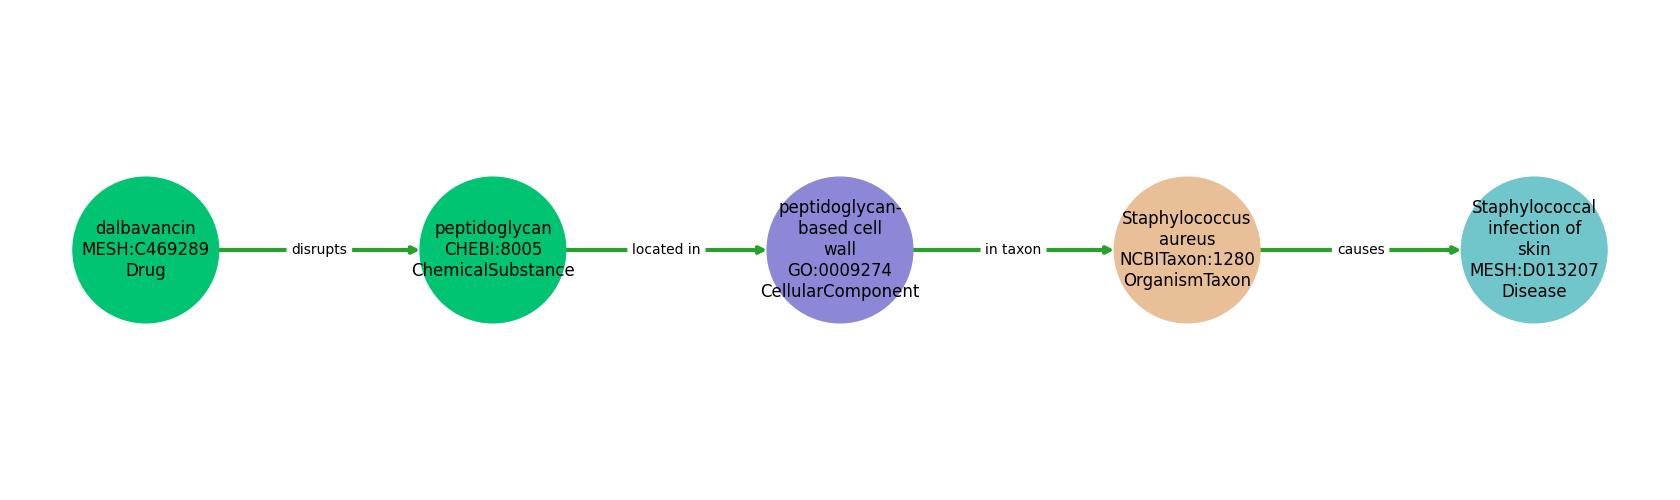 dalbavancin
MESH:C469289
Drug
disrupts
peptidoglycan
CHEBI:8005
ChemicalSubstance
located in
peptidoglycan-
based cell
wall
GO:0009274
CellularComponent
in taxon
Staphylococcus
aureus
NCBITaxon:1280
OrganismTaxon
causes
Staphylococcal
infection of
skin
MESH:D013207
Disease